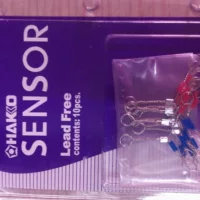 HAKKO
SENSOR
Lead Free
contents: 10pcs.